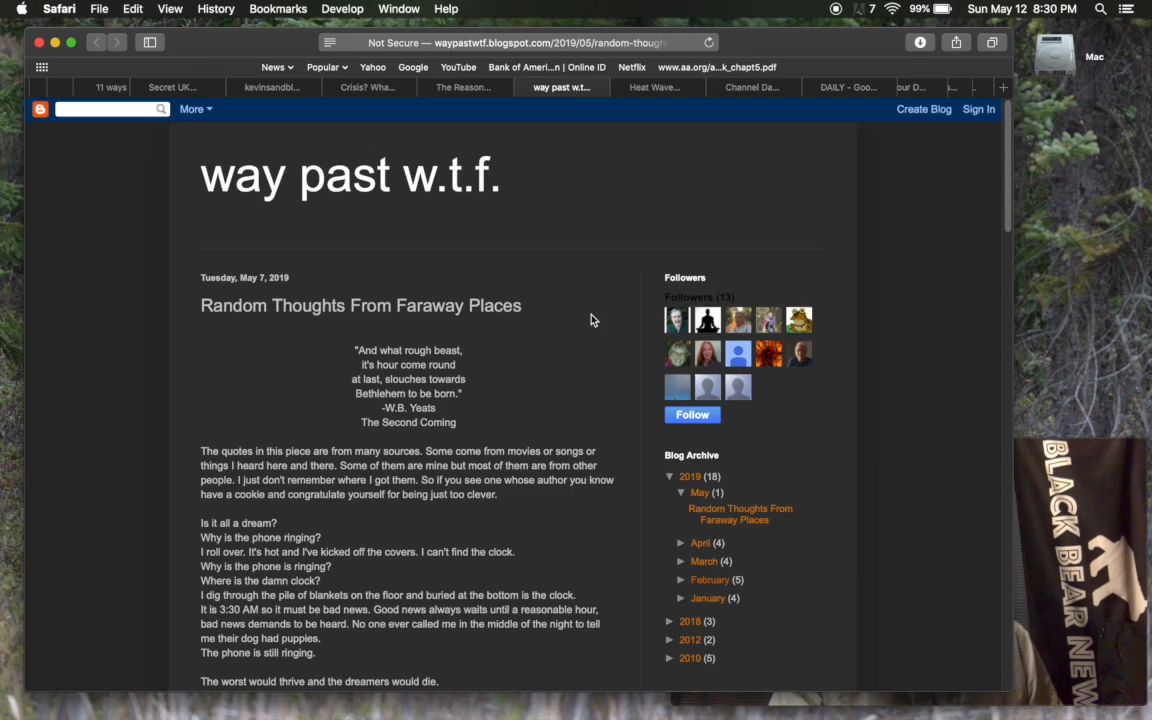 Safari File Edit View History Bookmarks Develop Window Help
7 99% Sun May 12 8:30 PM
Not Secure — waypastwtf.blogspot.com/2019/05/random-though
Mac
News Popular Yahoo Google YouTube Bank of Ameri...n | Online ID Netflix www.aa.org/a...k_chapt5.pdf
11 ways Secret UK... kevinsandbl... Crisis? Wha... The Reason... way past w.t... Heat Wave... Channel Da... DAILY - Goo... our D... s... .
More Create Blog Sign In
way past w.t.f.
Tuesday, May 7, 2019
Random Thoughts From Faraway Places
"And what rough beast,
it's hour come round
at last, slouches towards
Bethlehem to be born."
-W.B. Yeats
The Second Coming
The quotes in this piece are from many sources. Some come from movies or songs or
things I heard here and there. Some of them are mine but most of them are from other
people. I just don't remember where I got them. So if you see one whose author you know
have a cookie and congratulate yourself for being just too clever.
Is it all a dream?
Why is the phone ringing?
I roll over. It's hot and I've kicked off the covers. I can't find the clock.
Why is the phone is ringing?
Where is the damn clock?
I dig through the pile of blankets on the floor and buried at the bottom is the clock.
It is 3:30 AM so it must be bad news. Good news always waits until a reasonable hour,
bad news demands to be heard. No one ever called me in the middle of the night to tell
me their dog had puppies.
The phone is still ringing.
The worst would thrive and the dreamers would die.
Followers
Followers (13)
Follow
Blog Archive
▼ 2019 (18)
▼ May (1)
Random Thoughts From
Faraway Places
► April (4)
► March (4)
► February (5)
► January (4)
► 2018 (3)
► 2012 (2)
► 2010 (5)
BLACK BEAR NEW